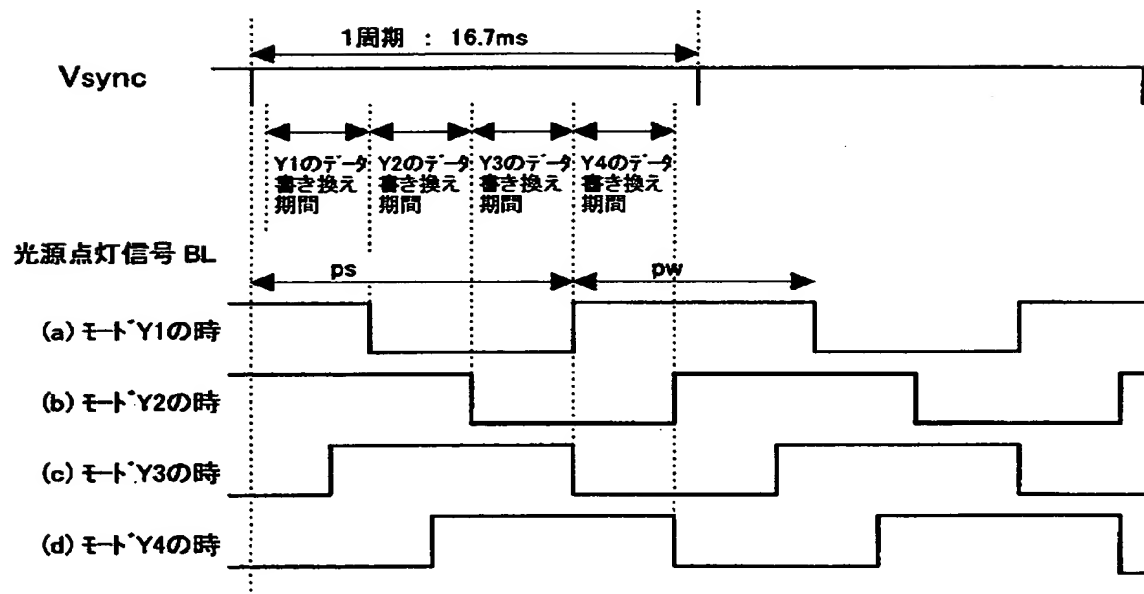 1周期 : 16.7ms
Vsync
Y1のデータ
書き換え
期間
Y2のデータ
書き換え
期間
Y3のデータ
書き換え
期間
Y4のデータ
書き換え
期間
光源点灯信号 BL
ps
pw
(a) モードY1の時
(b) モードY2の時
(c) モードY3の時
(d) モードY4の時